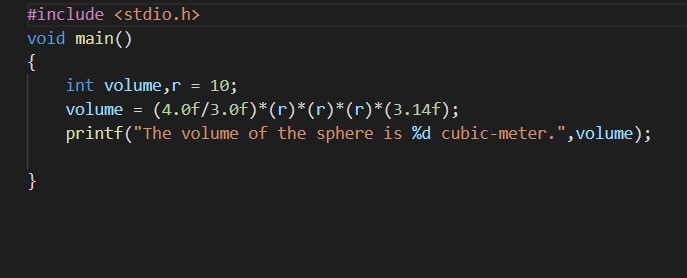 #include <stdio.h>
void main()
{
    int volume,r = 10;
    volume = (4.0f/3.0f)*(r)*(r)*(r)*(3.14f);
    printf("The volume of the sphere is %d cubic-meter.",volume);
}